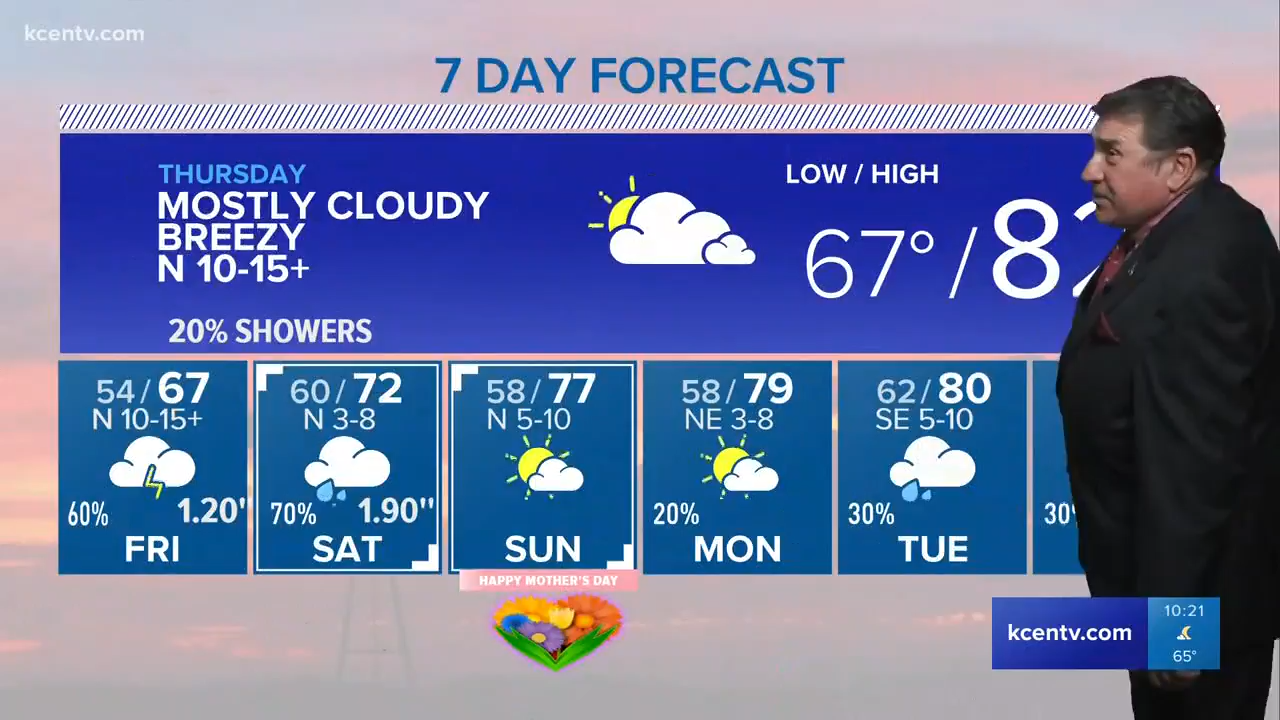 kcentv.com
7 DAY FORECAST
THURSDAY
MOSTLY CLOUDY
BREEZY
N 10-15+
20% SHOWERS
LOW / HIGH
67° / 82
54 / 67
N 10-15+
60% 1.20"
FRI
60 / 72
N 3-8
70% 1.90"
SAT
58 / 77
N 5-10
SUN
HAPPY MOTHER'S DAY
58 / 79
NE 3-8
20%
MON
62 / 80
SE 5-10
30%
TUE
30%
kcentv.com
10:21
65°